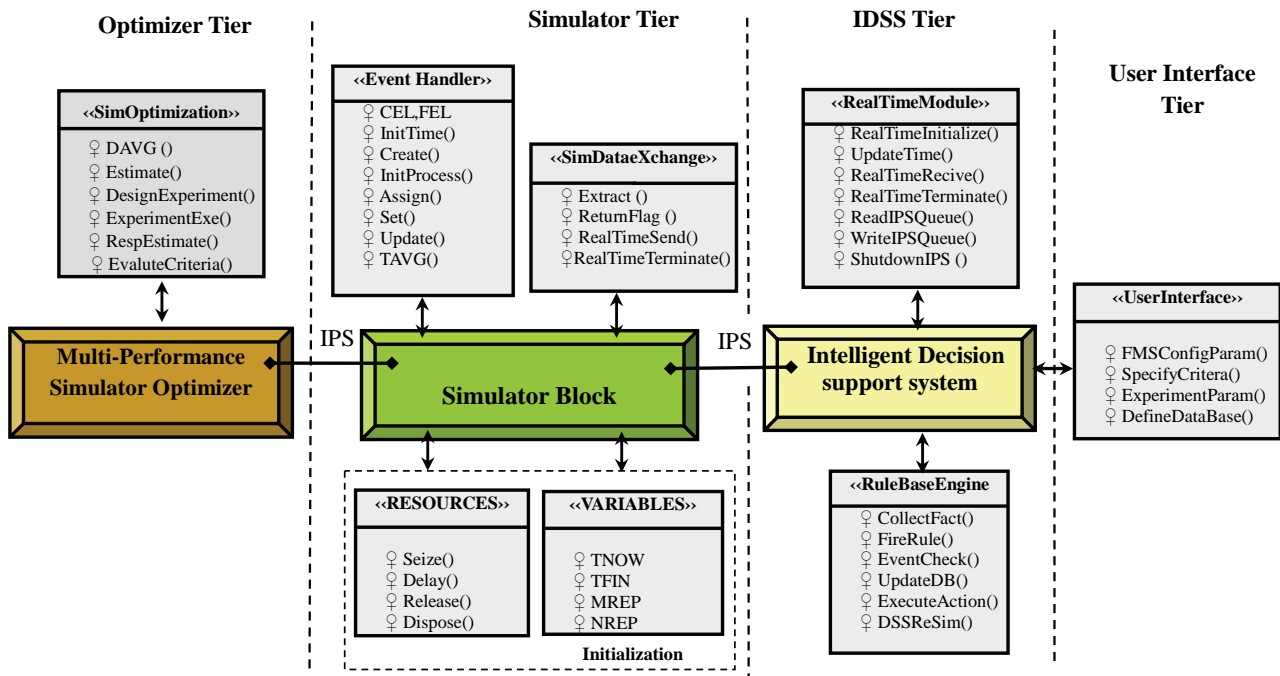 Optimizer Tier
‹‹SimOptimization››
DAVG ()
Estimate()
DesignExperiment()
ExperimentExe()
RespEstimate()
EvaluteCriteria()
Multi-Performance
Simulator Optimizer
IPS
Simulator Tier
‹‹Event Handler››
CEL,FEL
InitTime()
Create()
InitProcess()
Assign()
Set()
Update()
TAVG()
‹‹SimDataeXchange››
Extract ()
ReturnFlag ()
RealTimeSend()
RealTimeTerminate()
Simulator Block
‹‹RESOURCES››
Seize()
Delay()
Release()
Dispose()
‹‹VARIABLES››
TNOW
TFIN
MREP
NREP
Initialization
IPS
IDSS Tier
‹‹RealTimeModule››
RealTimeInitialize()
UpdateTime()
RealTimeRecive()
RealTimeTerminate()
ReadIPSQueue()
WriteIPSQueue()
ShutdownIPS ()
Intelligent Decision
support system
‹‹RuleBaseEngine
CollectFact()
FireRule()
EventCheck()
UpdateDB()
ExecuteAction()
DSSReSim()
User Interface
Tier
‹‹UserInterface››
FMSConfigParam()
SpecifyCritera()
ExperimentParam()
DefineDataBase()